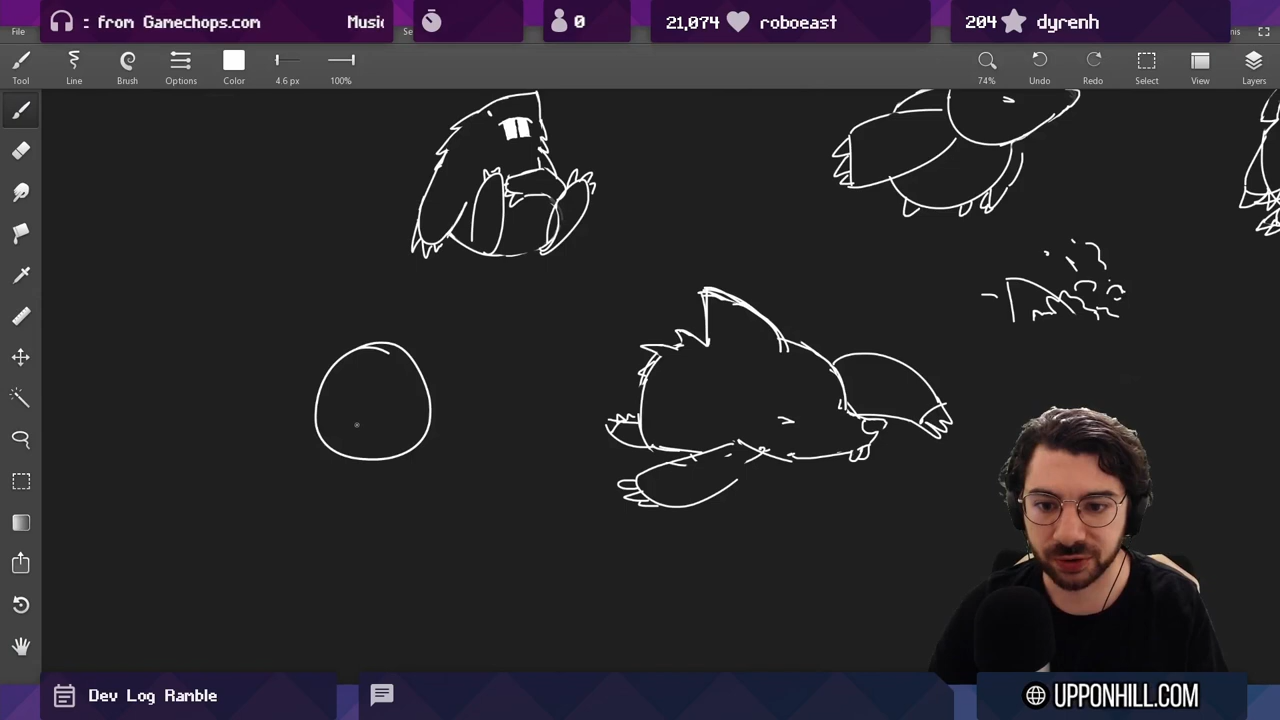 : from Gamechops.com Music
0
21,074 roboeast
204 dyrenh
File
Tool
Line
Brush
Options
Color
4.6 px
100%
74%
Undo
Redo
Select
View
Layers
Dev Log Ramble
UPPONHILL.COM